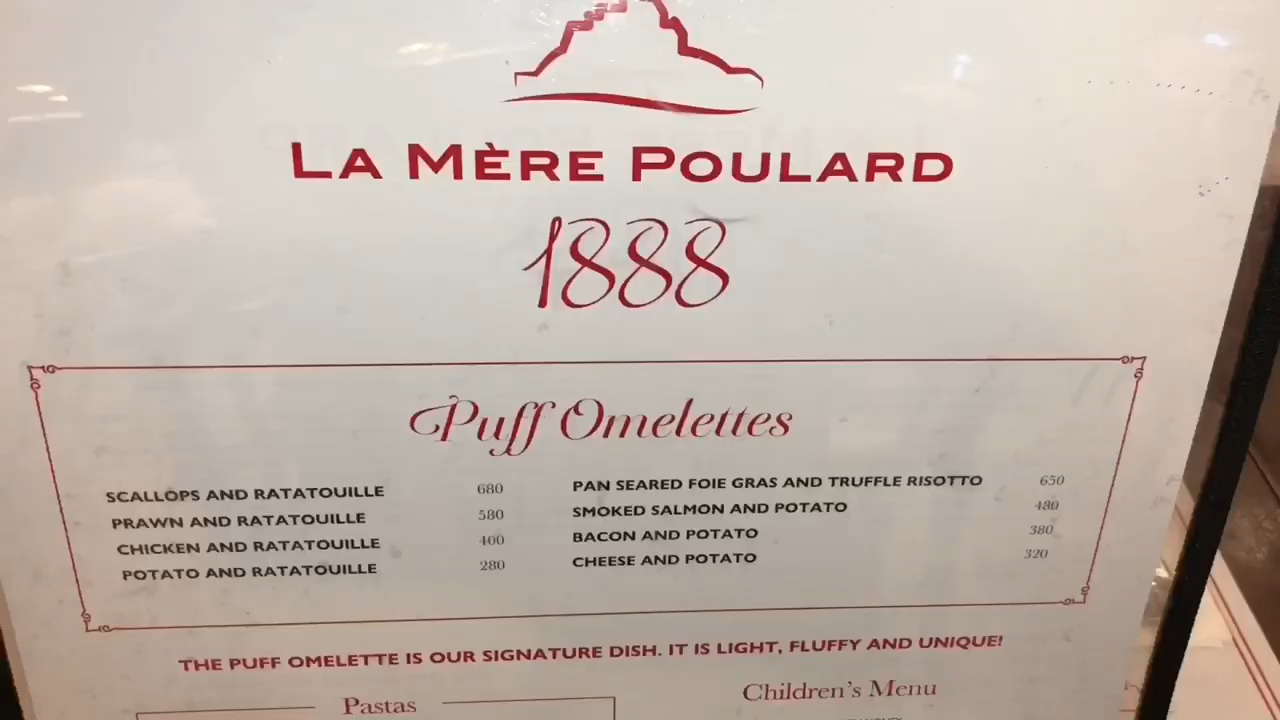 LA MÈRE POULARD
1888
Puff Omelettes
SCALLOPS AND RATATOUILLE 680
PRAWN AND RATATOUILLE 580
CHICKEN AND RATATOUILLE 400
POTATO AND RATATOUILLE 280
PAN SEARED FOIE GRAS AND TRUFFLE RISOTTO 650
SMOKED SALMON AND POTATO 480
BACON AND POTATO 380
CHEESE AND POTATO 320
THE PUFF OMELETTE IS OUR SIGNATURE DISH. IT IS LIGHT, FLUFFY AND UNIQUE!
Pastas
Children's Menu